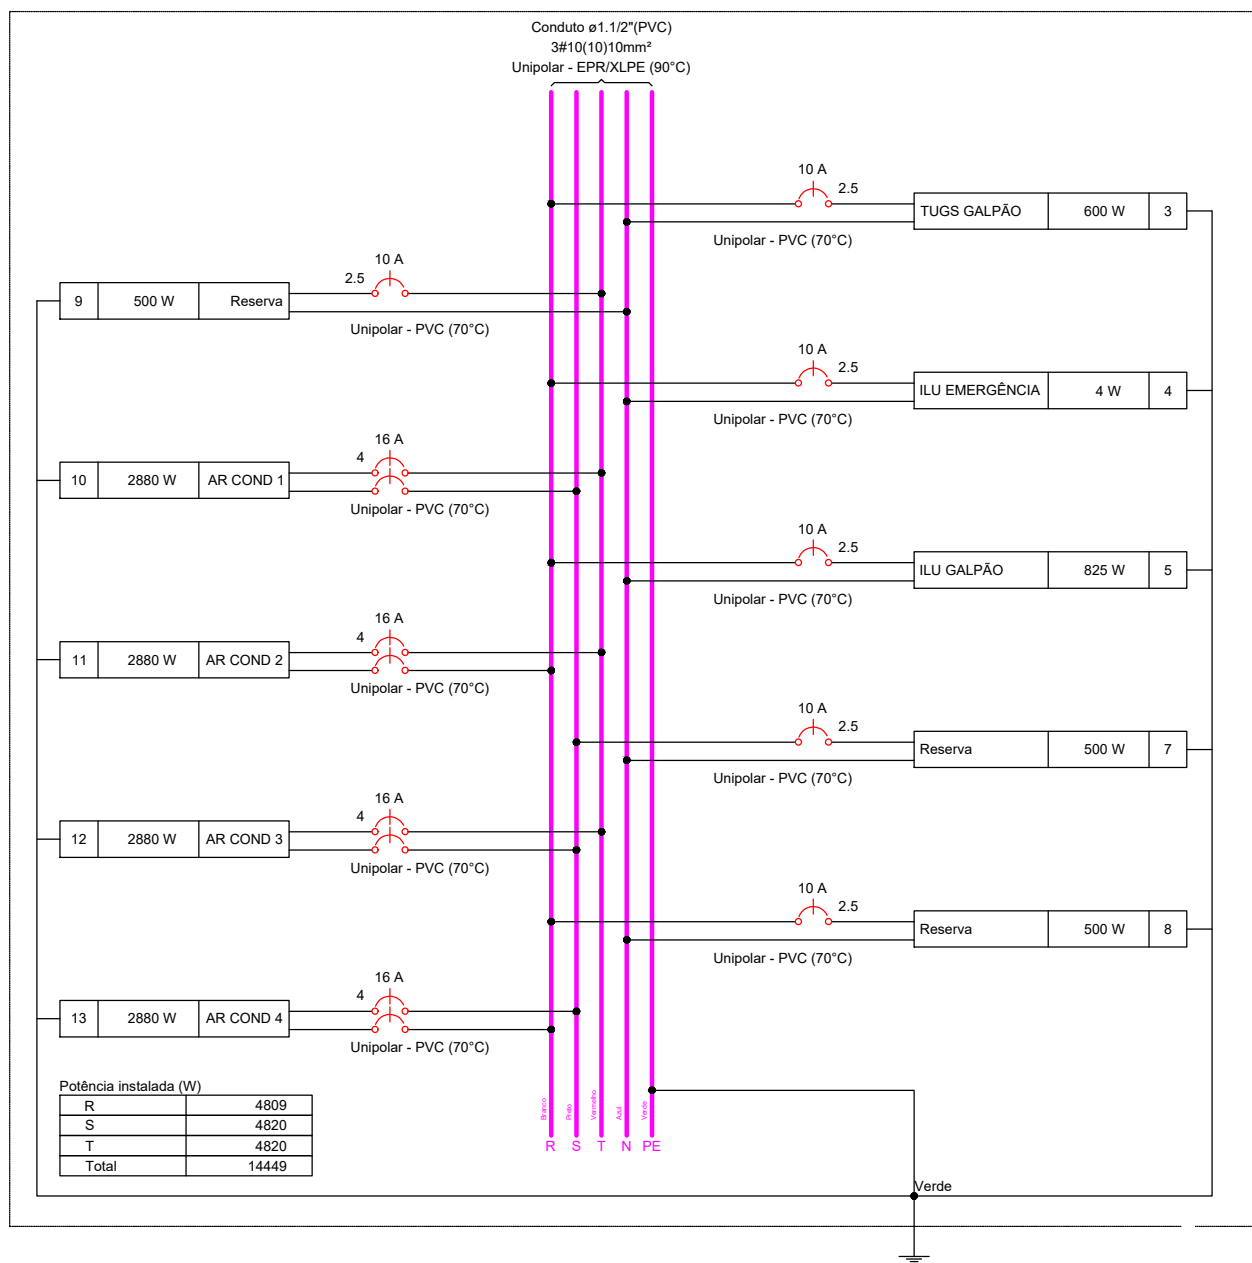 Conduto ø1.1/2"(PVC)
3#10(10)10mm²
Unipolar - EPR/XLPE (90°C)
10 A
2.5
TUGS GALPÃO 600 W 3
Unipolar - PVC (70°C)
10 A
2.5
9 500 W Reserva
Unipolar - PVC (70°C)
10 A
2.5
ILU EMERGÊNCIA 4 W 4
Unipolar - PVC (70°C)
16 A
4
10 2880 W AR COND 1
Unipolar - PVC (70°C)
10 A
2.5
ILU GALPÃO 825 W 5
Unipolar - PVC (70°C)
16 A
4
11 2880 W AR COND 2
Unipolar - PVC (70°C)
10 A
2.5
Reserva 500 W 7
Unipolar - PVC (70°C)
16 A
4
12 2880 W AR COND 3
Unipolar - PVC (70°C)
10 A
2.5
Reserva 500 W 8
Unipolar - PVC (70°C)
16 A
4
13 2880 W AR COND 4
Unipolar - PVC (70°C)
Potência instalada (W)
R 4809
S 4820
T 4820
Total 14449
Branco
Preto
Vermelho
Azul
Verde
R S T N PE
Verde